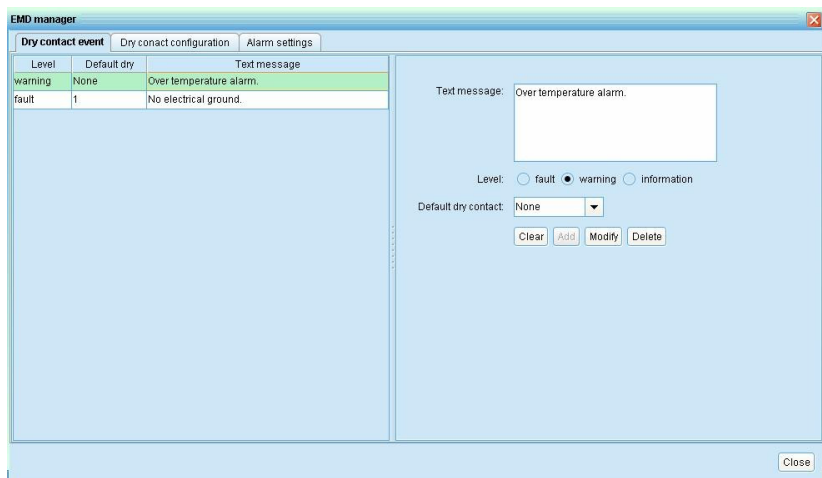 EMD manager
Dry contact event Dry conact configuration Alarm settings
Level Default dry Text message
warning None Over temperature alarm.
fault 1 No electrical ground.
Text message: Over temperature alarm.
Level: fault warning information
Default dry contact: None
Clear Add Modify Delete
Close